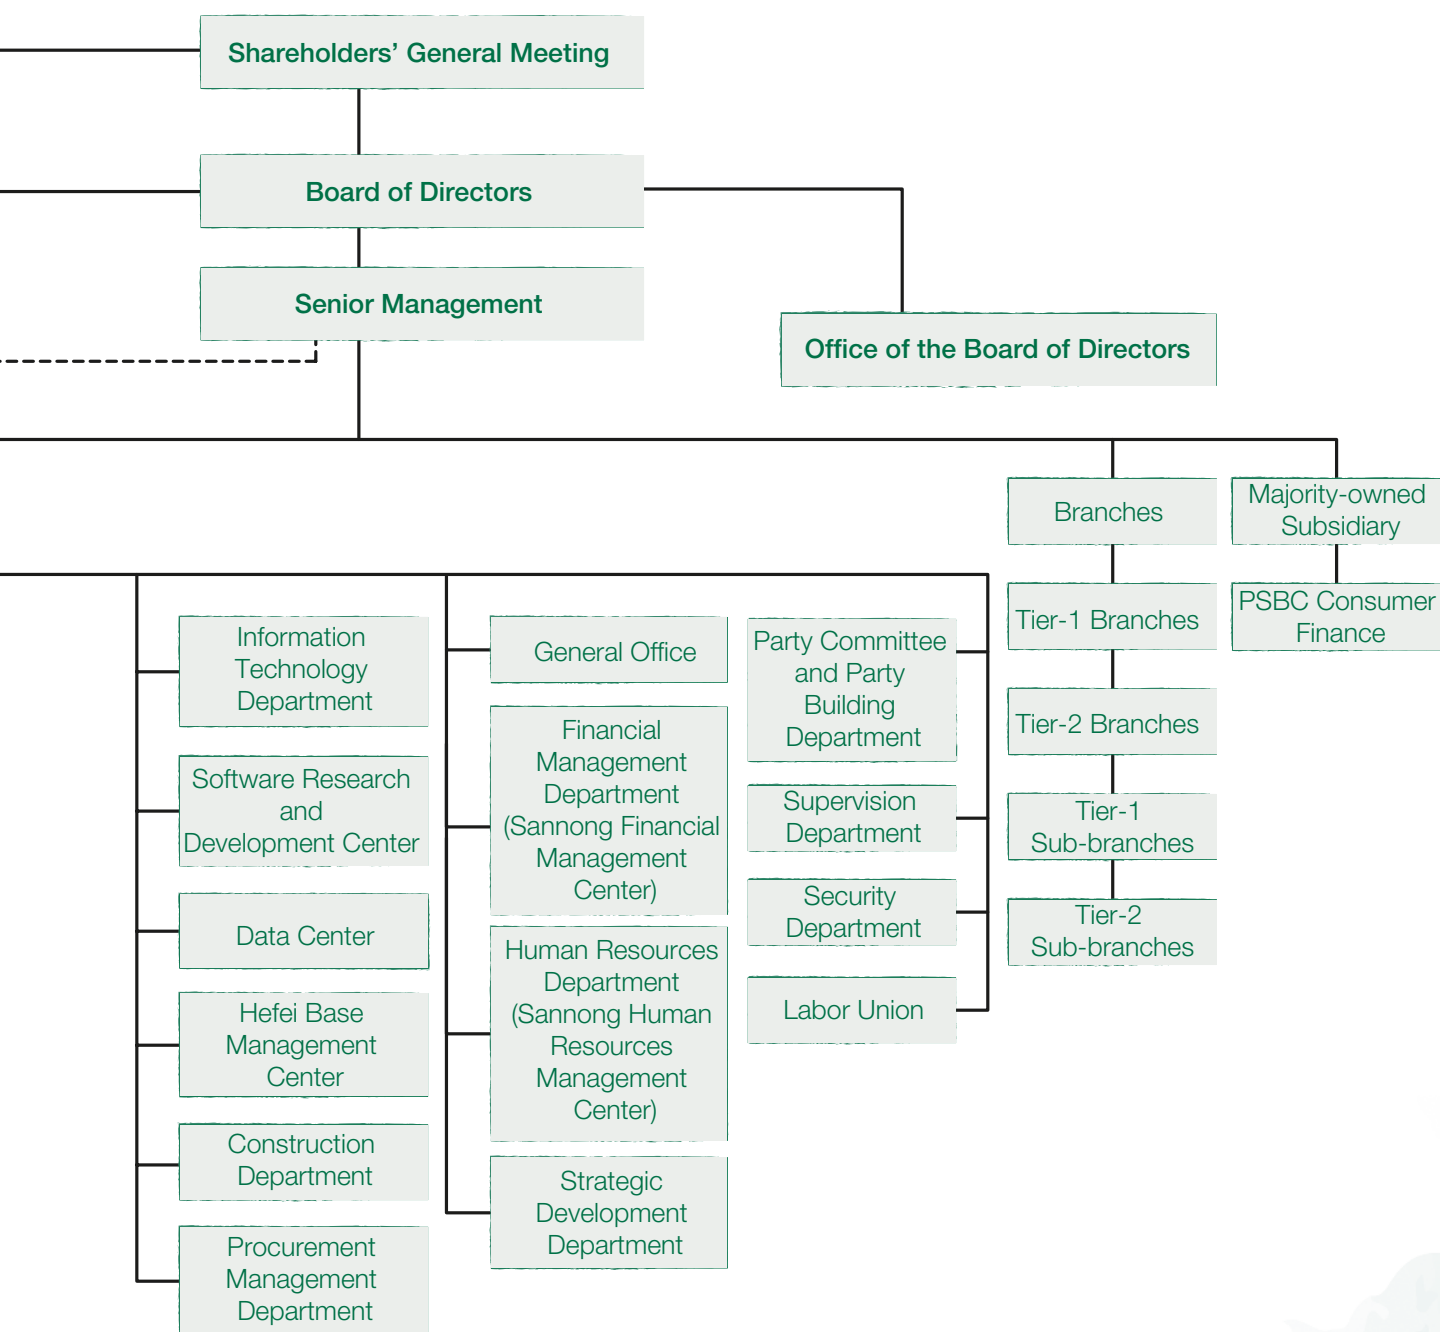 Shareholders’ General Meeting
Board of Directors
Senior Management
Office of the Board of Directors
Branches
Majority-owned
Subsidiary
Tier-1 Branches
PSBC Consumer
Finance
Tier-2 Branches
Tier-1
Sub-branches
Tier-2
Sub-branches
Information
Technology
Department
Software Research
and
Development Center
Data Center
Hefei Base
Management
Center
Construction
Department
Procurement
Management
Department
General Office
Financial
Management
Department
(Sannong Financial
Management
Center)
Human Resources
Department
(Sannong Human
Resources
Management
Center)
Strategic
Development
Department
Party Committee
and Party
Building
Department
Supervision
Department
Security
Department
Labor Union